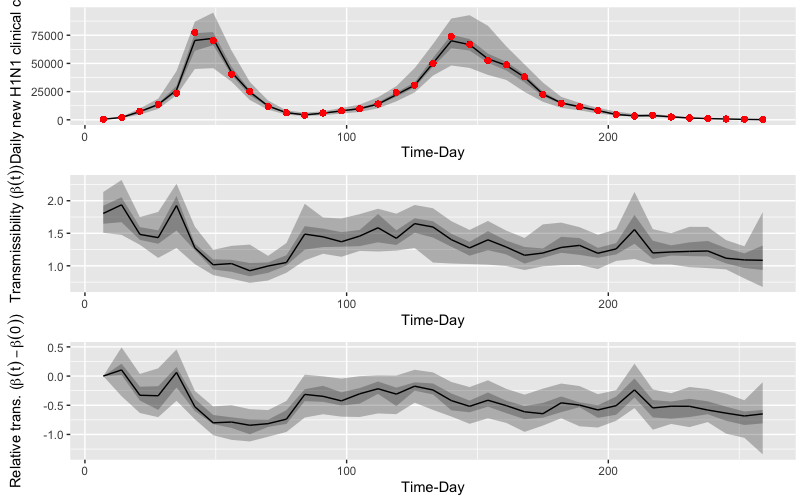 Daily new H1N1 clinical c
75000
50000
25000
0
0 100 200
Time-Day
Transmissibility (β(t))
2.0
1.5
1.0
0 100 200
Time-Day
Relative trans. (β(t) − β(0))
0.5
0.0
-0.5
-1.0
0 100 200
Time-Day